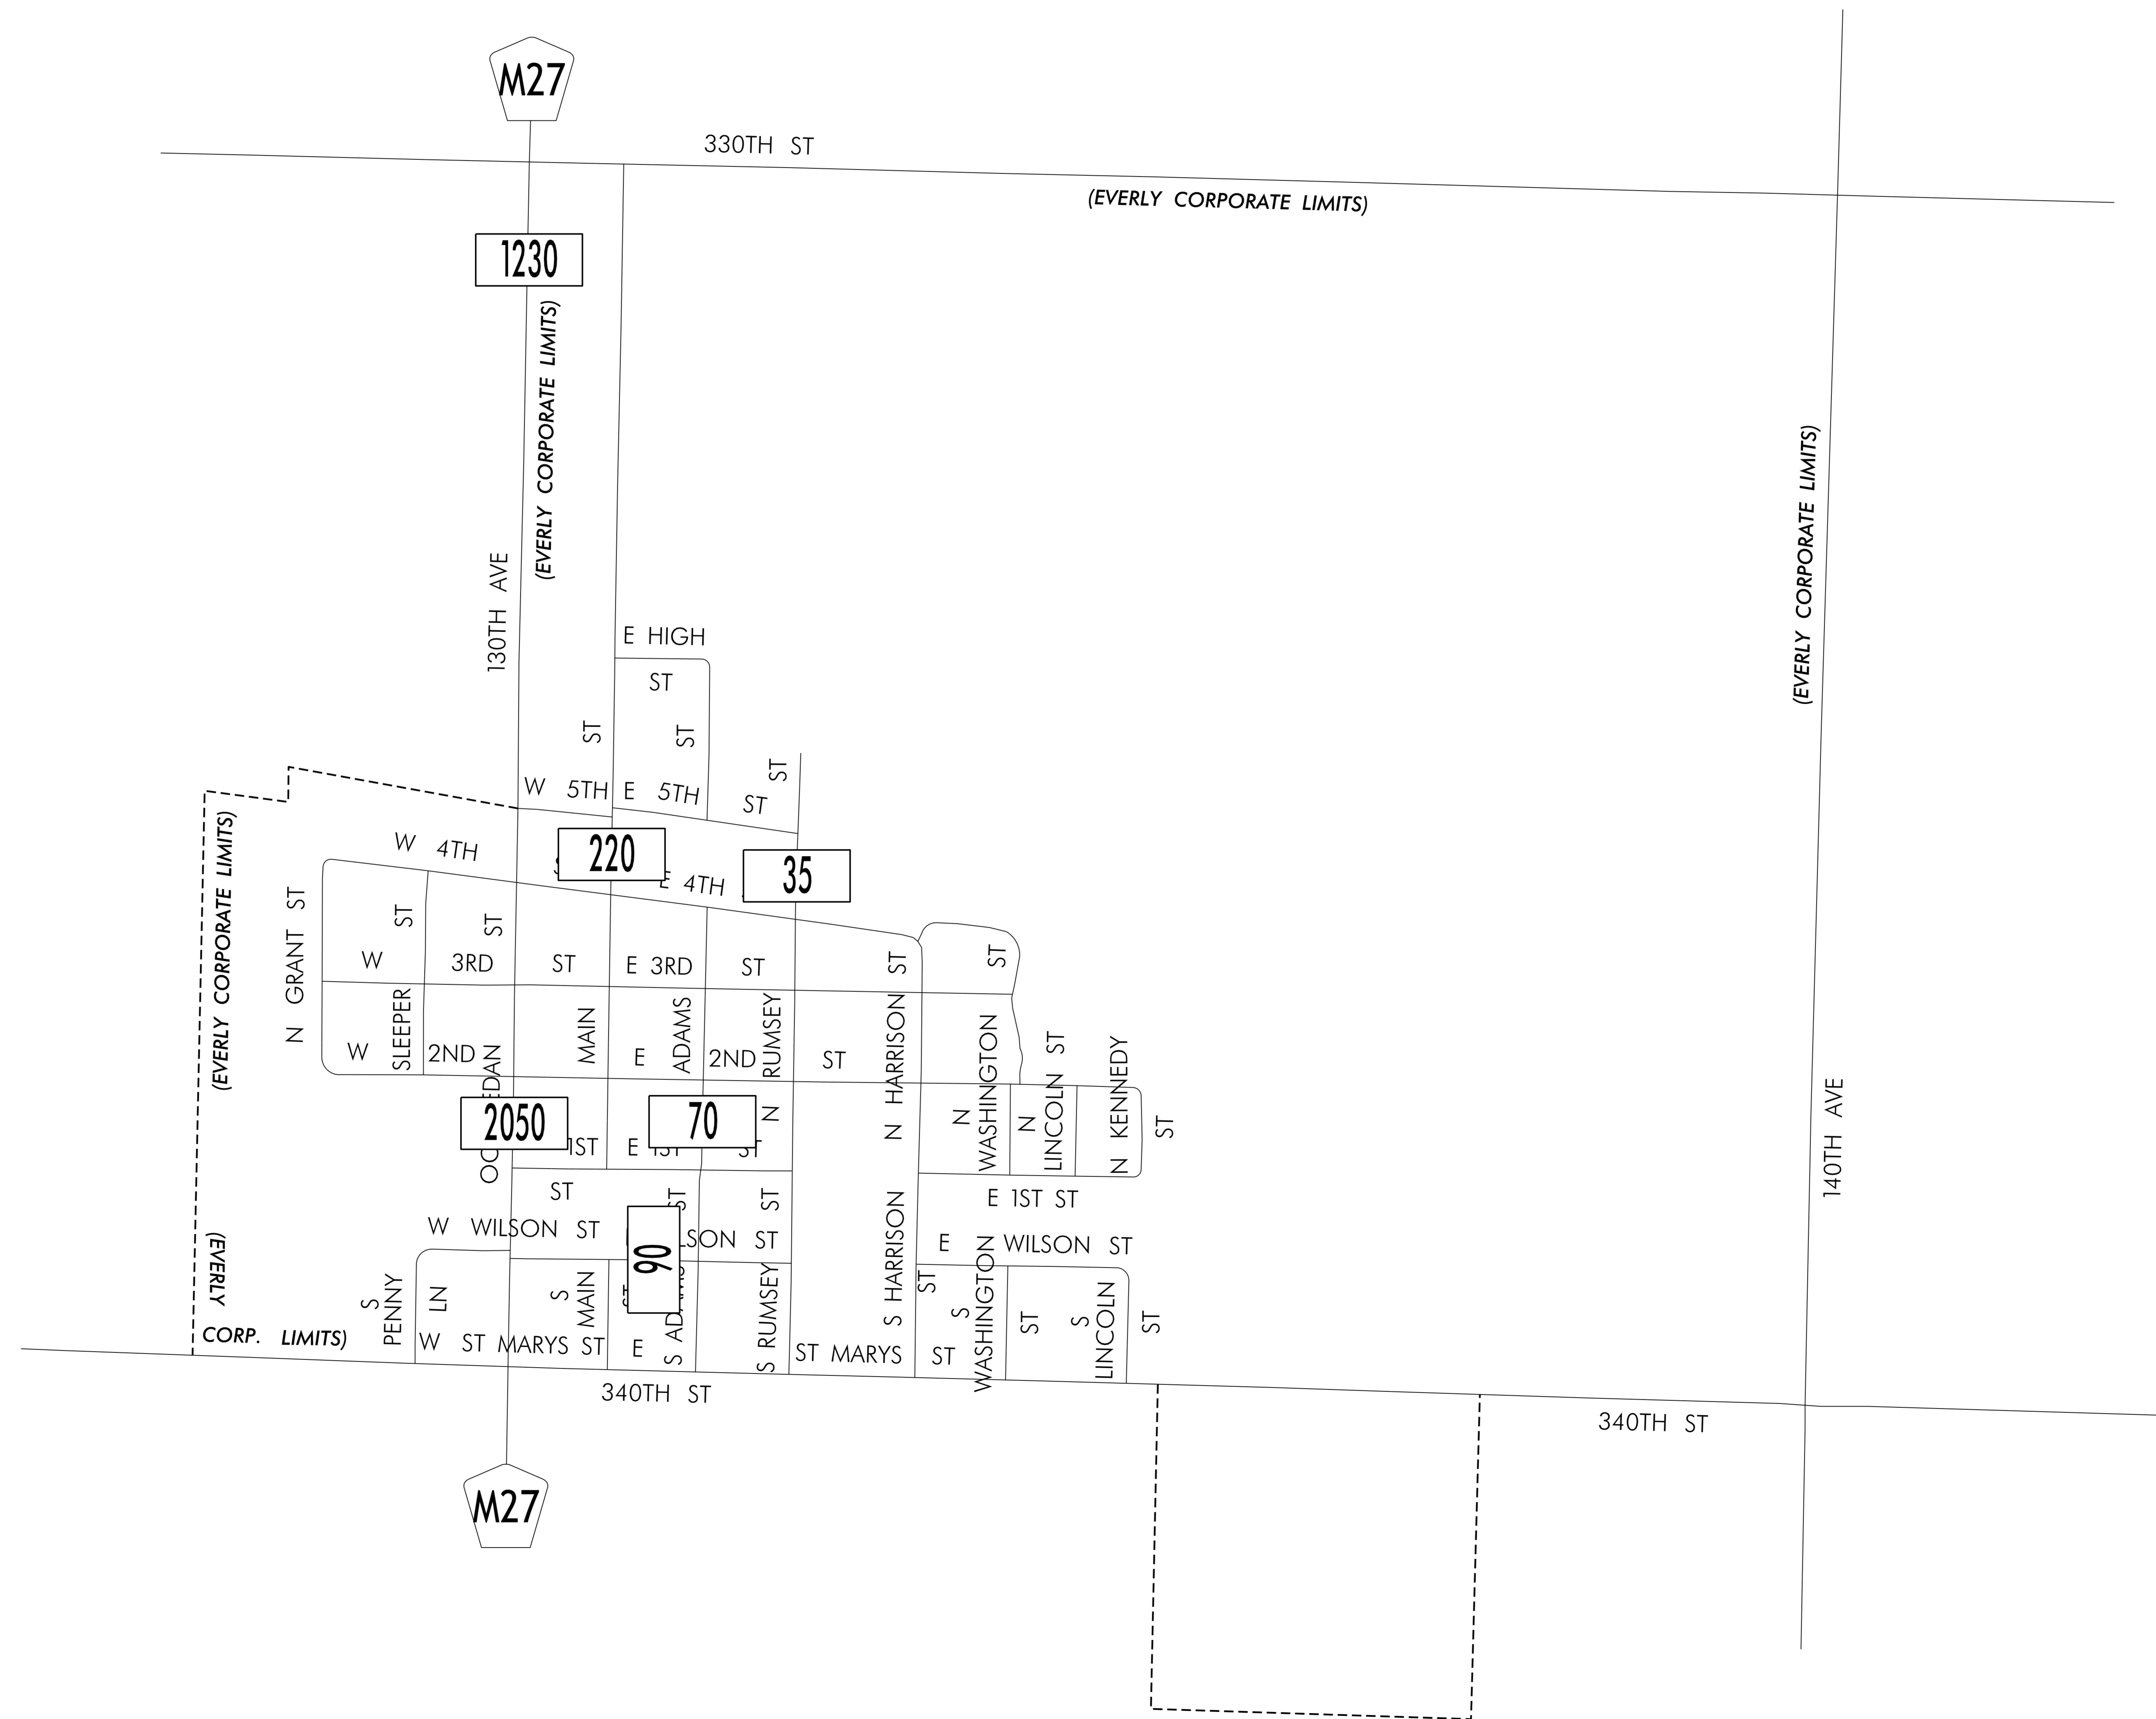 M27
330TH ST
(EVERLY CORPORATE LIMITS)
1230
(EVERLY CORPORATE LIMITS)
130TH AVE
(EVERLY CORPORATE LIMITS)
E HIGH
ST
ST
ST
ST
W 5TH
E 5TH
ST
W 4TH
220
E 4TH
35
(EVERLY CORPORATE LIMITS)
N GRANT ST
ST
ST
ST
ST
W
3RD
ST
E 3RD
ST
SLEEPER
MAIN
ADAMS
RUMSEY
N HARRISON
N
WASHINGTON
N
LINCOLN ST
N KENNEDY
ST
W
2ND
E
2ND
ST
2050
70
N
1ST
E
ST
ST
ST
E 1ST ST
140TH AVE
W WILSON ST
90
ST
E WILSON ST
(EVERLY
CORP. LIMITS)
S
PENNY
LN
S
MAIN
S
S RUMSEY
S HARRISON
ST
S
WASHINGTON
ST
S
LINCOLN
ST
W ST MARYS ST
E
ST MARYS
ST
340TH ST
340TH ST
M27